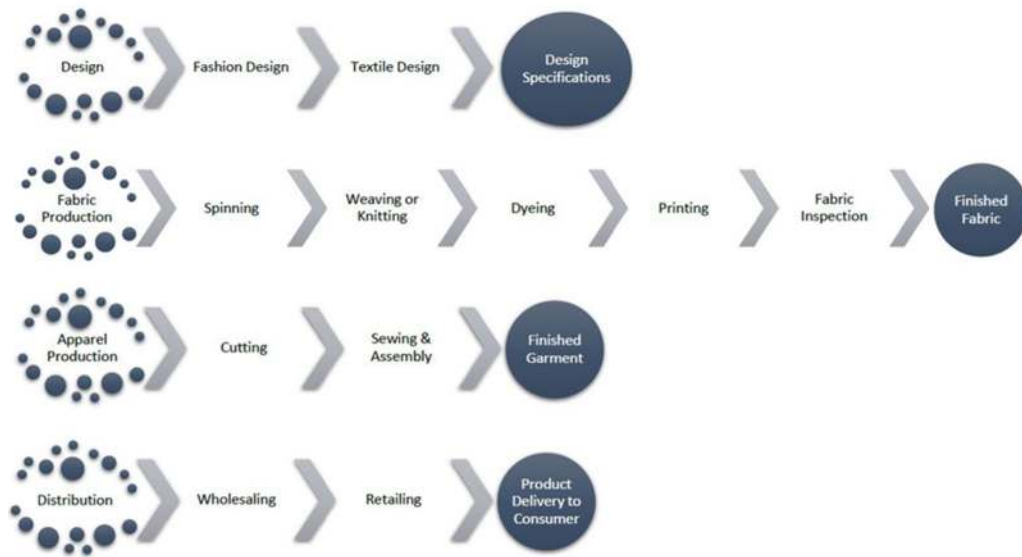 Design
Fashion Design
Textile Design
Design
Specifications
Fabric
Production
Spinning
Weaving or
Knitting
Dyeing
Printing
Fabric
Inspection
Finished
Fabric
Apparel
Production
Cutting
Sewing &
Assembly
Finished
Garment
Distribution
Wholesaling
Retailing
Product
Delivery to
Consumer